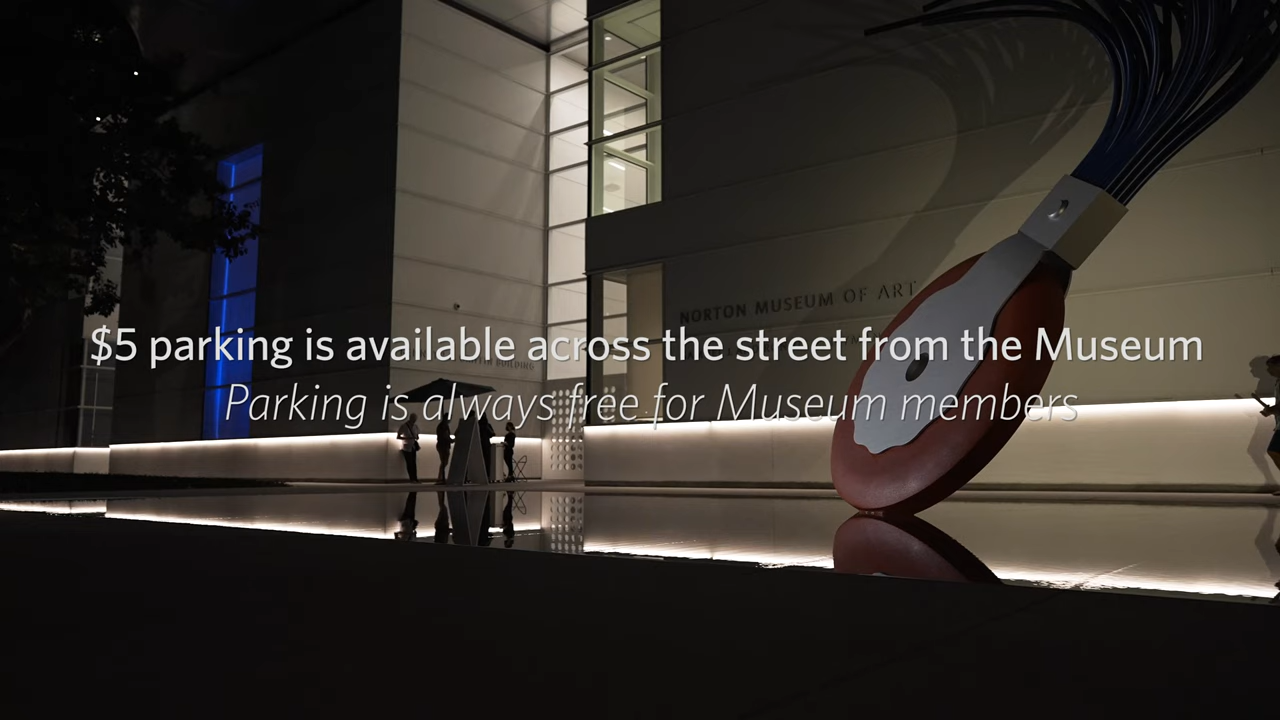 NORTON MUSEUM OF ART
$5 parking is available across the street from the Museum
BUILDING
Parking is always free for Museum members